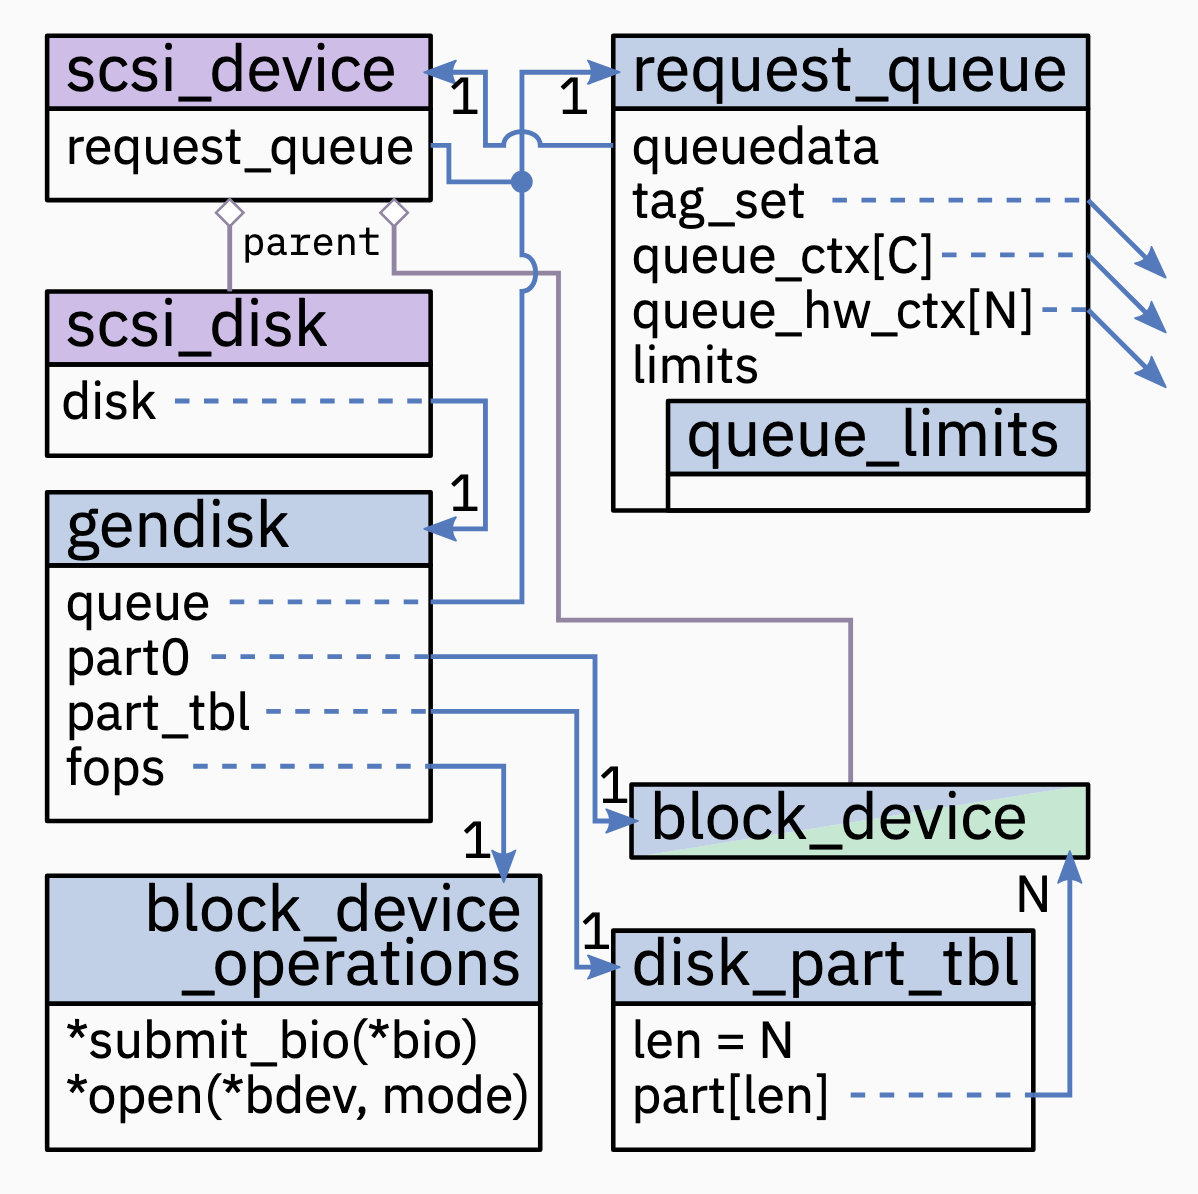 scsi_device
request_queue
1
1
request_queue
queuedata
tag_set
queue_ctx[C]
queue_hw_ctx[N]
limits
queue_limits
parent
scsi_disk
disk
1
gendisk
queue
part0
part_tbl
fops
1
1
block_device
N
block_device
_operations
*submit_bio(*bio)
*open(*bdev, mode)
1
disk_part_tbl
len = N
part[len]